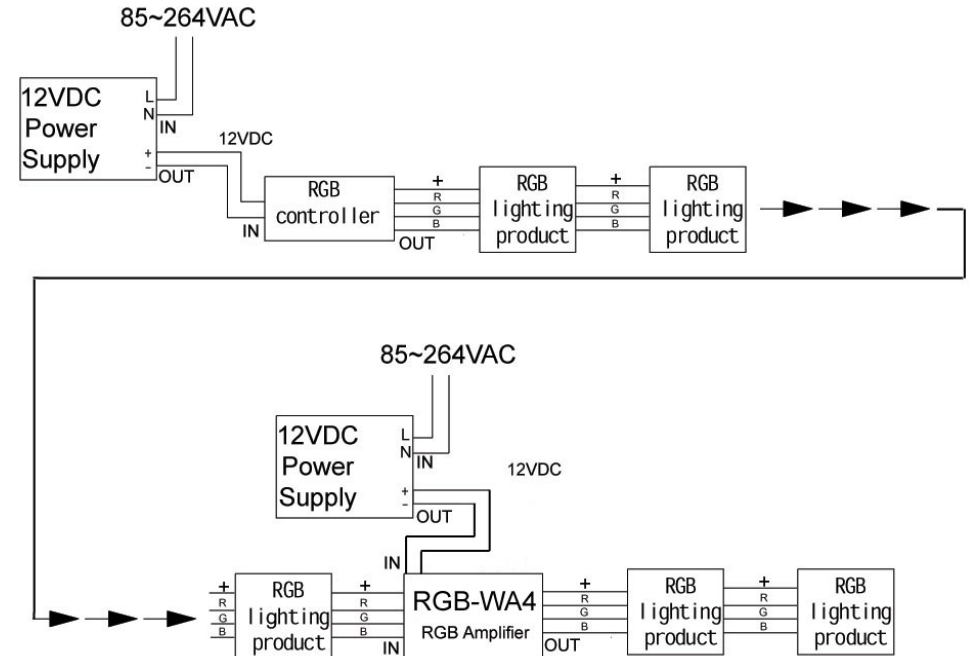 85~264VAC
12VDC
Power
Supply
L
N
IN
+
-
OUT
12VDC
RGB
controller
IN
OUT
+
R
G
B
RGB
lighting
product
+
R
G
B
RGB
lighting
product
85~264VAC
12VDC
Power
Supply
L
N
IN
+
-
OUT
12VDC
IN
+
R
G
B
RGB
lighting
product
+
R
G
B
IN
RGB-WA4
RGB Amplifier
OUT
+
R
G
B
RGB
lighting
product
+
R
G
B
RGB
lighting
product